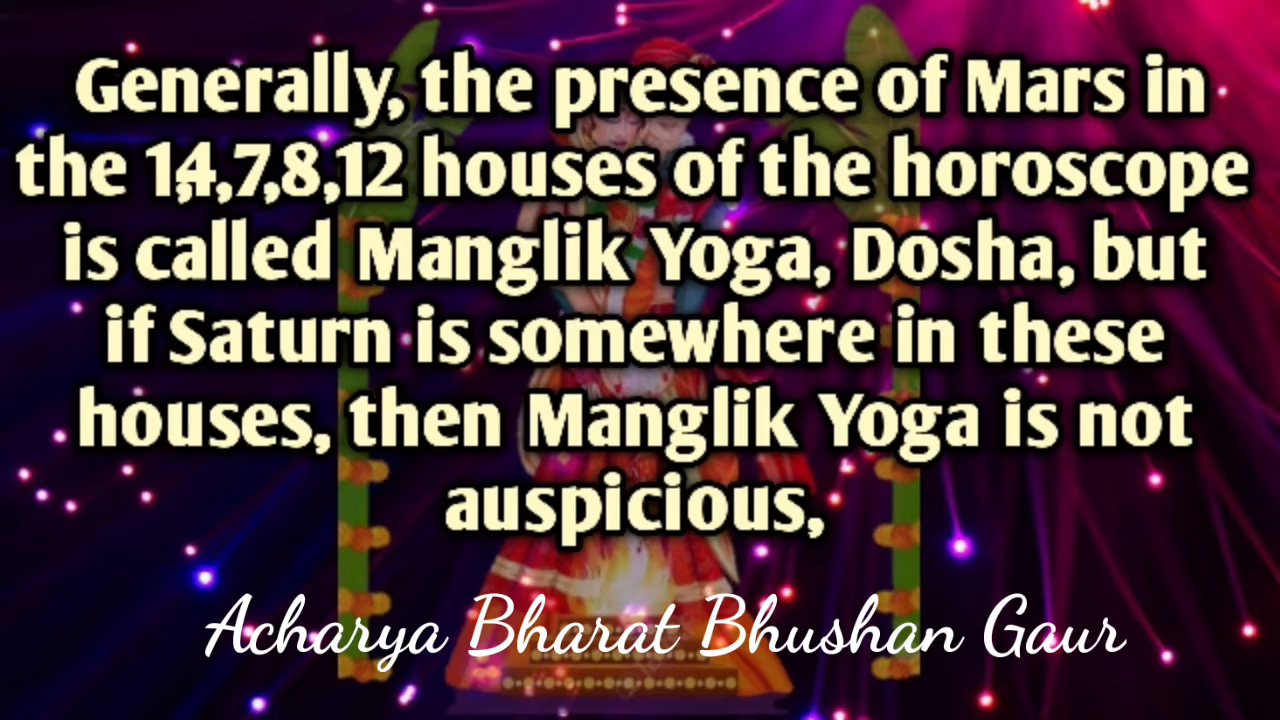 Generally, the presence of Mars in
the 1,4,7,8,12 houses of the horoscope
is called Manglik Yoga, Dosha, but
if Saturn is somewhere in these
houses, then Manglik Yoga is not
auspicious,
Acharya Bharat Bhushan Gaur